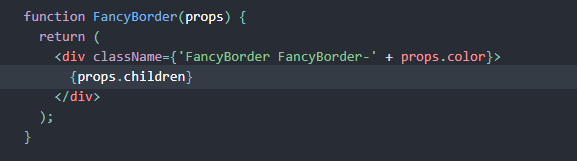 function FancyBorder(props) {
  return (
    <div className={'FancyBorder FancyBorder-' + props.color}>
      {props.children}
    </div>
  );
}